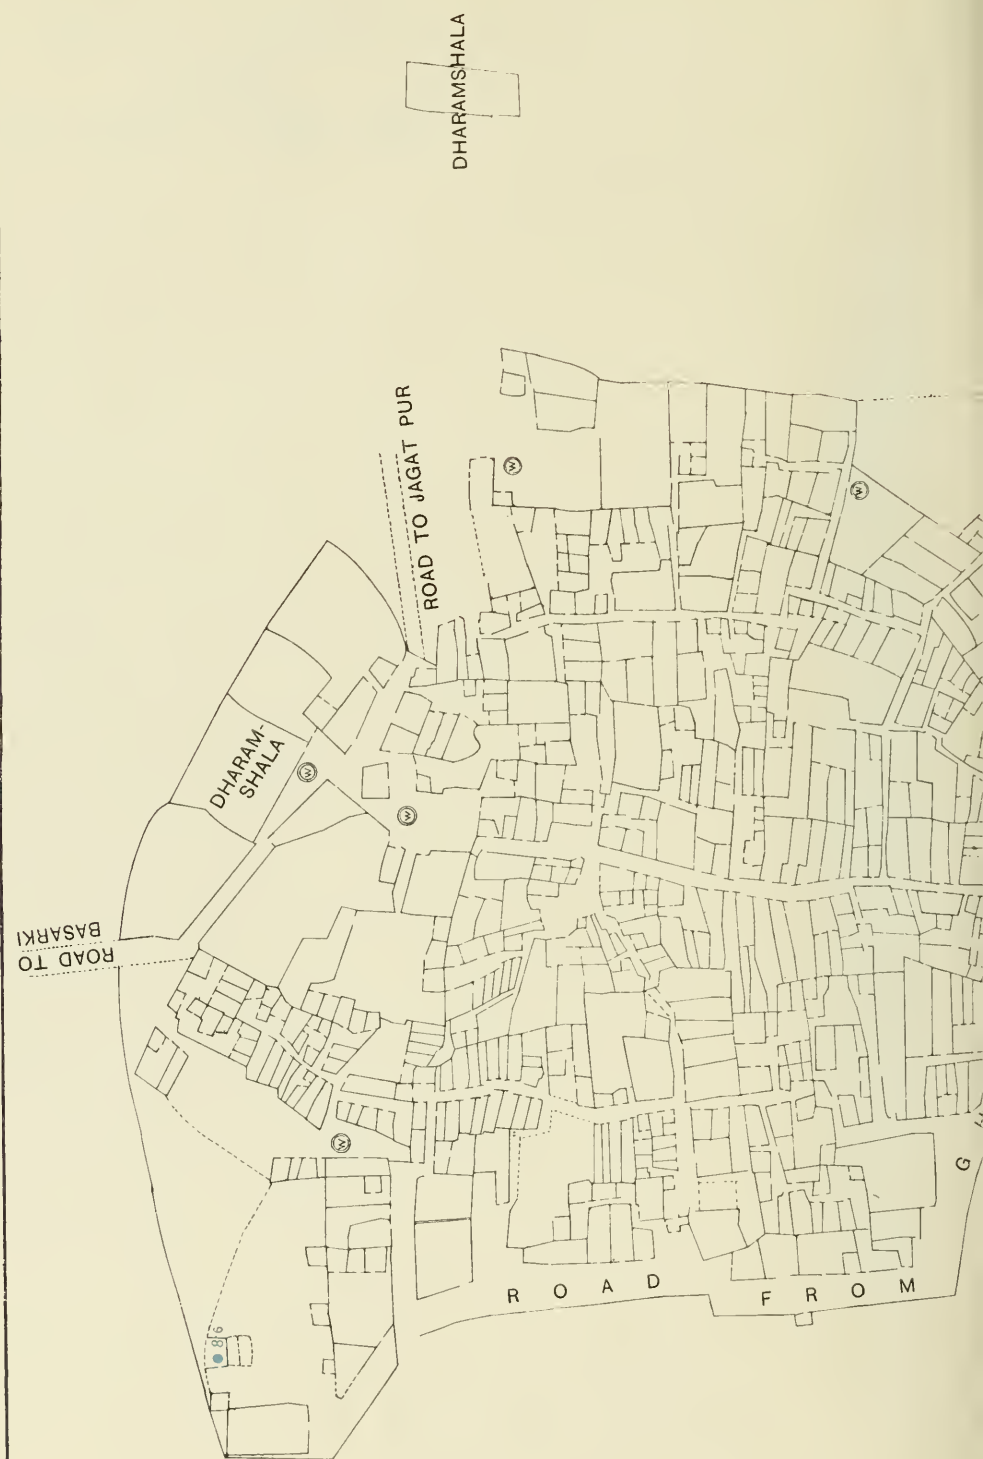 DHARAMSHALA
ROAD TO JAGAT PUR
W
W
DHARAM-
SHALA
W
W
ROAD TO
BASARKI
W
86
ROAD FROM
G